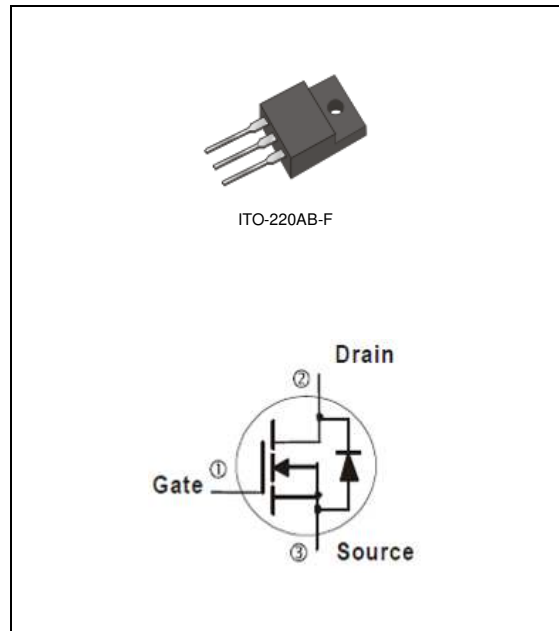 ITO-220AB-F
Drain
②
①
Gate
③
Source